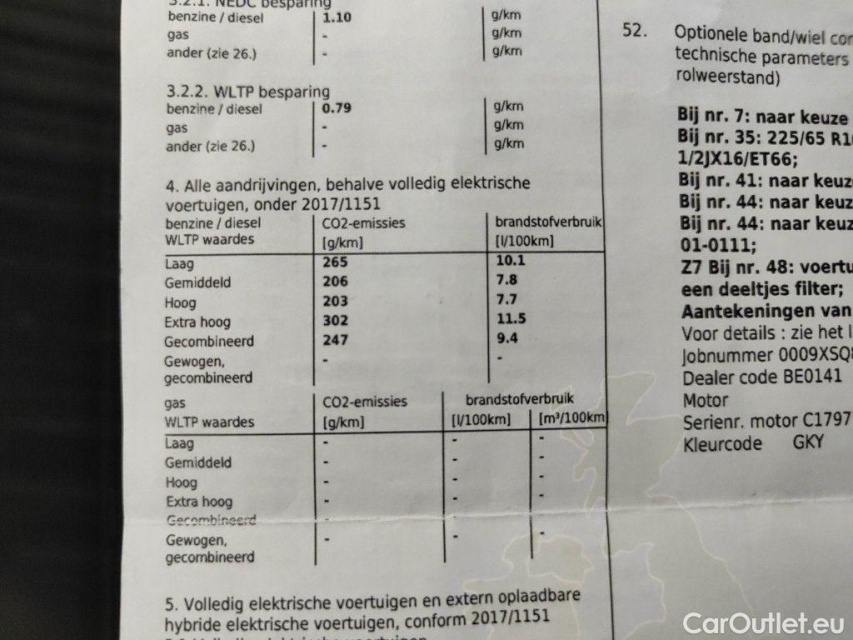 3.2.1. NEDC besparing
benzine / diesel 1.10 g/km
gas - g/km
ander (zie 26.) - g/km
3.2.2. WLTP besparing
benzine / diesel 0.79 g/km
gas - g/km
ander (zie 26.) - g/km
4. Alle aandrijvingen, behalve volledig elektrische
voertuigen, onder 2017/1151
benzine / diesel CO2-emissies brandstofverbruik
WLTP waardes [g/km] [l/100km]
Laag 265 10.1
Gemiddeld 206 7.8
Hoog 203 7.7
Extra hoog 302 11.5
Gecombineerd 247 9.4
Gewogen, - -
gecombineerd
gas CO2-emissies brandstofverbruik
WLTP waardes [g/km] [l/100km] [m³/100km]
Laag - - -
Gemiddeld - - -
Hoog - - -
Extra hoog - - -
Gecombineerd - - -
Gewogen, - - -
gecombineerd
5. Volledig elektrische voertuigen en extern oplaadbare
hybride elektrische voertuigen, conform 2017/1151
52. Optionele band/wiel
technische parameters
rolweerstand)
Bij nr. 7: naar keuze
Bij nr. 35: 225/65
1/2JX16/ET66;
Bij nr. 41: naar
Bij nr. 44: naar
Bij nr. 44: naar
01-0111;
Z7 Bij nr. 48:
een deeltjes filter;
Aantekeningen van
Voor details : zie het
Jobnummer 0009XSQ
Dealer code BE0141
Motor
Serienr. motor C1797
Kleurcode GKY
CarOutlet.eu